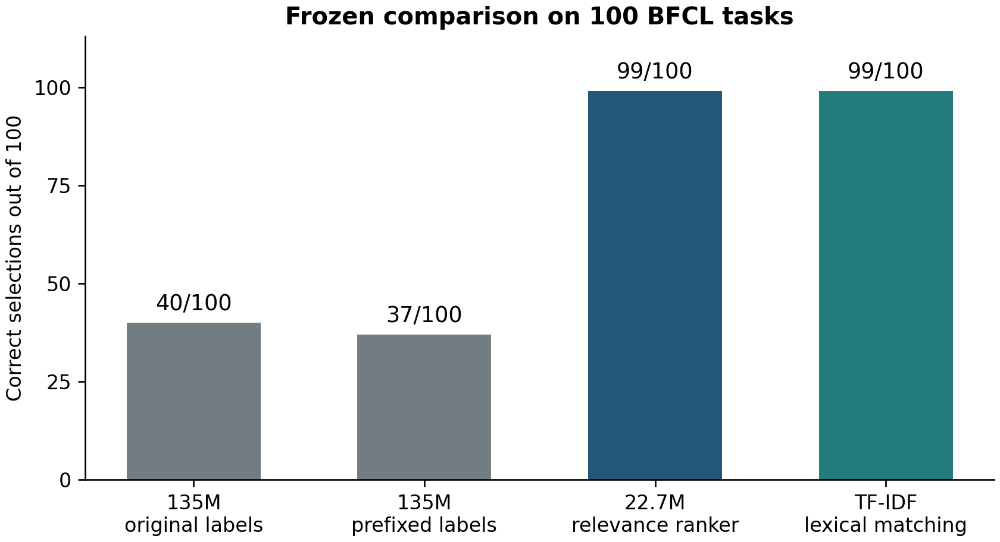 Frozen comparison on 100 BFCL tasks
Correct selections out of 100
100
75
50
25
0
40/100
37/100
99/100
99/100
135M
original labels
135M
prefixed labels
22.7M
relevance ranker
TF-IDF
lexical matching